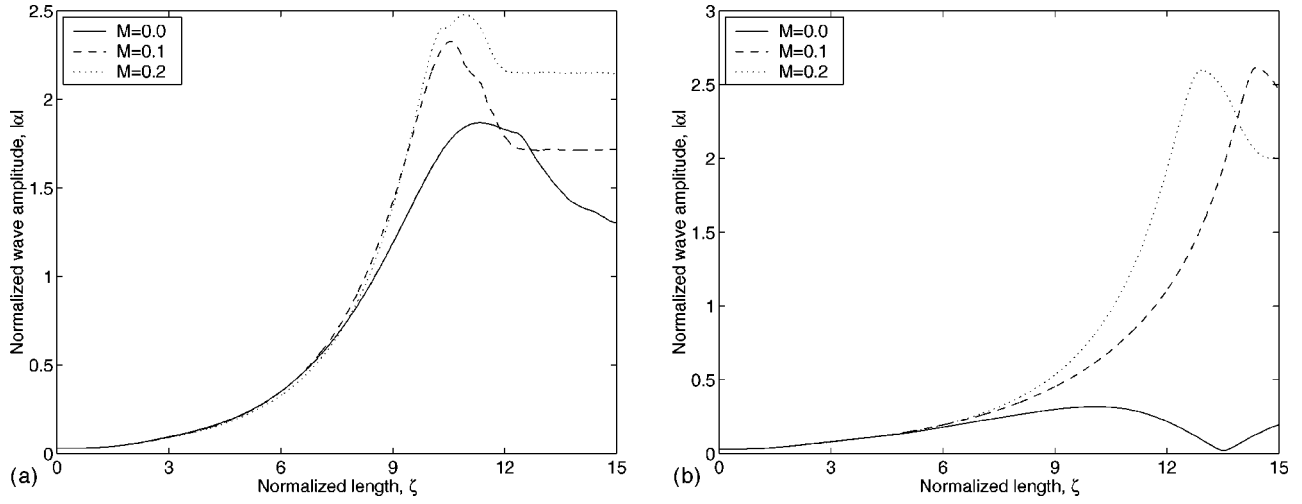 2.5
2
1.5
1
0.5
0
0 3 6 9 12 15
Normalized wave amplitude, |α|
Normalized length, ζ
M=0.0
M=0.1
M=0.2
(a)
3
2.5
2
1.5
1
0.5
0
0 3 6 9 12 15
Normalized wave amplitude, |α|
Normalized length, ζ
M=0.0
M=0.1
M=0.2
(b)